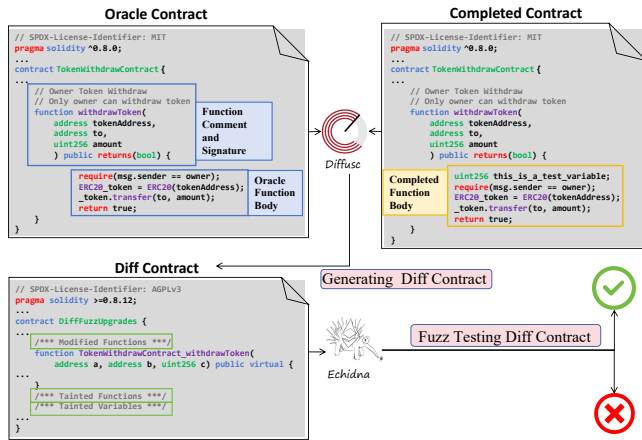 Oracle Contract
// SPDX-License-Identifier: MIT
pragma solidity ^0.8.0;
...
contract TokenWithdrawContract {
...
// Owner Token Withdraw
// Only owner can withdraw token
function withdrawToken(
address tokenAddress,
address to,
uint256 amount
) public returns(bool) {
Function
Comment
and
Signature
require(msg.sender == owner);
ERC20 _token = ERC20(tokenAddress);
_token.transfer(to, amount);
return true;
Oracle
Function
Body
}
}
Diffusc
Completed Contract
// SPDX-License-Identifier: MIT
pragma solidity ^0.8.0;
...
contract TokenWithdrawContract {
...
// Owner Token Withdraw
// Only owner can withdraw token
function withdrawToken(
address tokenAddress,
address to,
uint256 amount
) public returns(bool) {
Completed
Function
Body
uint256 this_is_a_test_variable;
require(msg.sender == owner);
ERC20 _token = ERC20(tokenAddress);
_token.transfer(to, amount);
return true;
}
}
Generating Diff Contract
Diff Contract
// SPDX-License-Identifier: AGPLv3
pragma solidity >=0.8.12;
...
contract DiffFuzzUpgrades {
...
/*** Modified Functions ***/
function TokenWithdrawContract_withdrawToken(
address a, address b, uint256 c) public virtual {
...
}
/*** Tainted Functions ***/
/*** Tainted Variables ***/
...
}
Echidna
Fuzz Testing Diff Contract